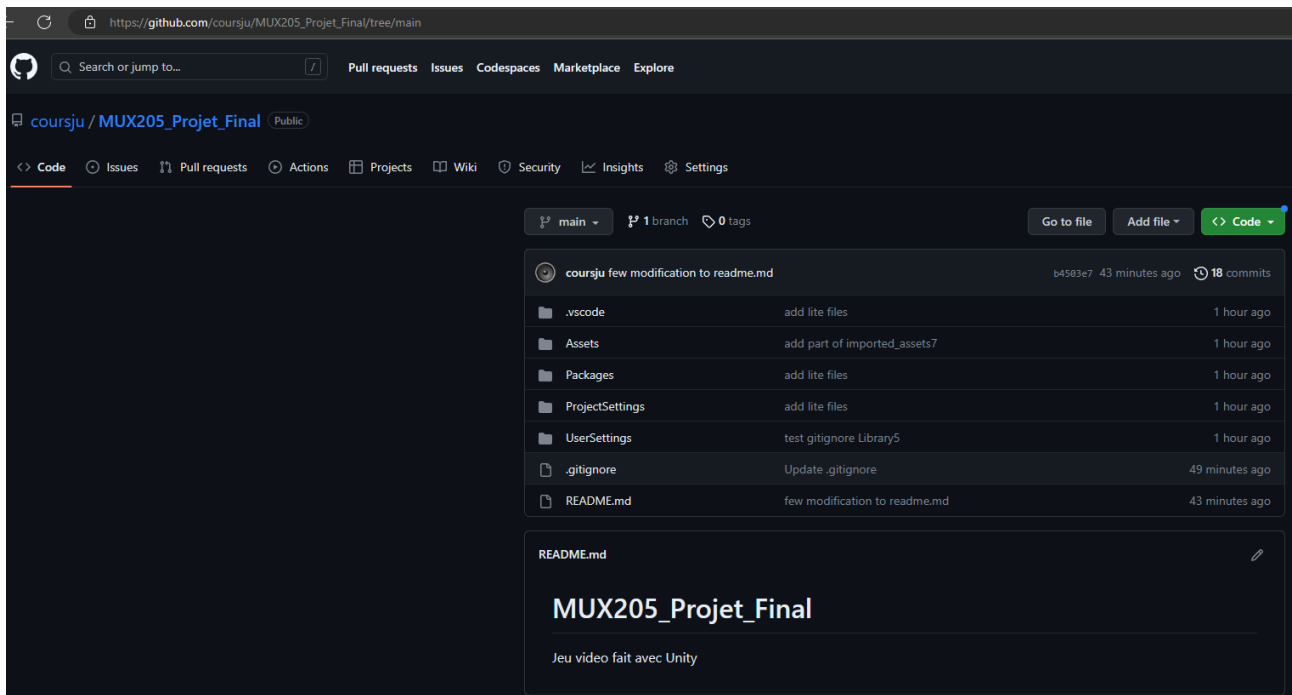 https://github.com/coursju/MUX205_Projet_Final/tree/main
Search or jump to... / Pull requests Issues Codespaces Marketplace Explore
coursju / MUX205_Projet_Final Public
<> Code Issues Pull requests Actions Projects Wiki Security Insights Settings
main 1 branch 0 tags Go to file Add file <> Code
coursju few modification to readme.md b4503e7 43 minutes ago 18 commits
.vscode add lite files 1 hour ago
Assets add part of imported_assets7 1 hour ago
Packages add lite files 1 hour ago
ProjectSettings add lite files 1 hour ago
UserSettings test gitignore Library5 1 hour ago
.gitignore Update .gitignore 49 minutes ago
README.md few modification to readme.md 43 minutes ago
README.md
MUX205_Projet_Final
Jeu video fait avec Unity